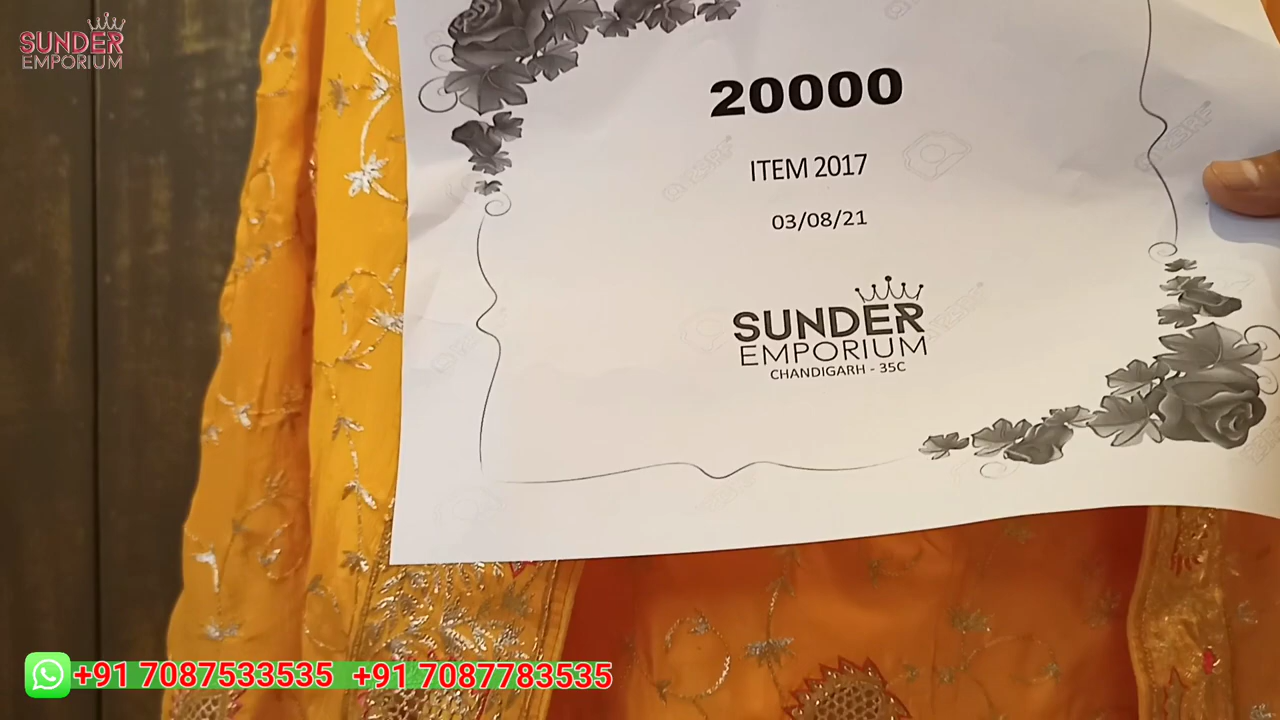 SUNDER
EMPORIUM
20000
ITEM 2017
03/08/21
SUNDER
EMPORIUM
CHANDIGARH - 35C
+91 7087533535 +91 7087783535